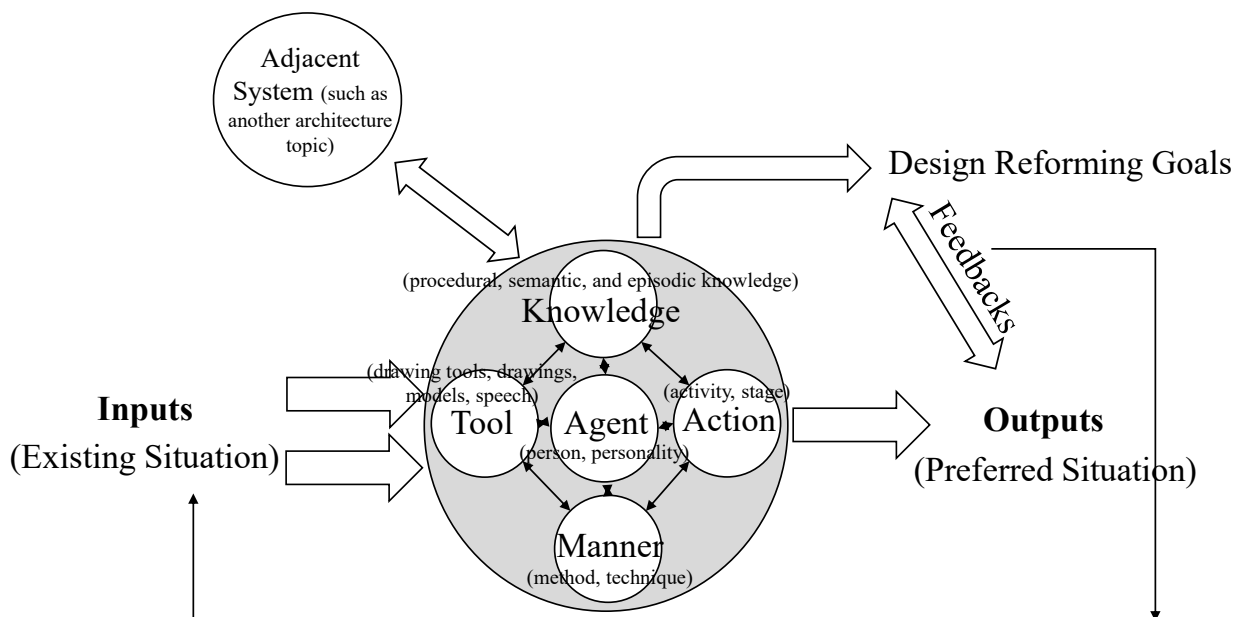 Adjacent
System (such as
another architecture
topic)
Design Reforming Goals
Feedbacks
(procedural, semantic, and episodic knowledge)
Knowledge
(drawing tools, drawings,
models, speech)
Tool
Agent
(person, personality)
(activity, stage)
Action
Manner
(method, technique)
Inputs
(Existing Situation)
Outputs
(Preferred Situation)